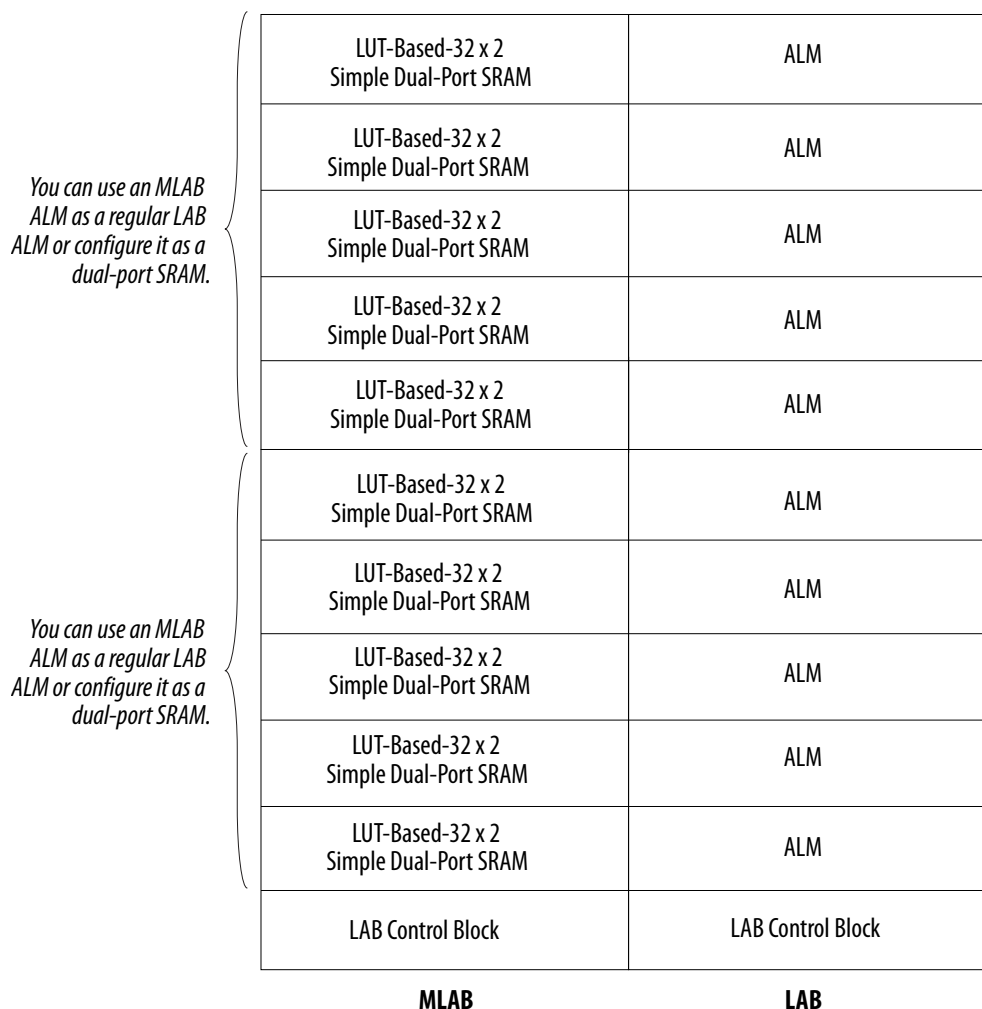 LUT-Based-32 x 2
Simple Dual-Port SRAM
ALM
LUT-Based-32 x 2
Simple Dual-Port SRAM
ALM
You can use an MLAB
ALM as a regular LAB
ALM or configure it as a
dual-port SRAM.
LUT-Based-32 x 2
Simple Dual-Port SRAM
ALM
LUT-Based-32 x 2
Simple Dual-Port SRAM
ALM
LUT-Based-32 x 2
Simple Dual-Port SRAM
ALM
LUT-Based-32 x 2
Simple Dual-Port SRAM
ALM
LUT-Based-32 x 2
Simple Dual-Port SRAM
ALM
You can use an MLAB
ALM as a regular LAB
ALM or configure it as a
dual-port SRAM.
LUT-Based-32 x 2
Simple Dual-Port SRAM
ALM
LUT-Based-32 x 2
Simple Dual-Port SRAM
ALM
LUT-Based-32 x 2
Simple Dual-Port SRAM
ALM
LAB Control Block
LAB Control Block
MLAB
LAB